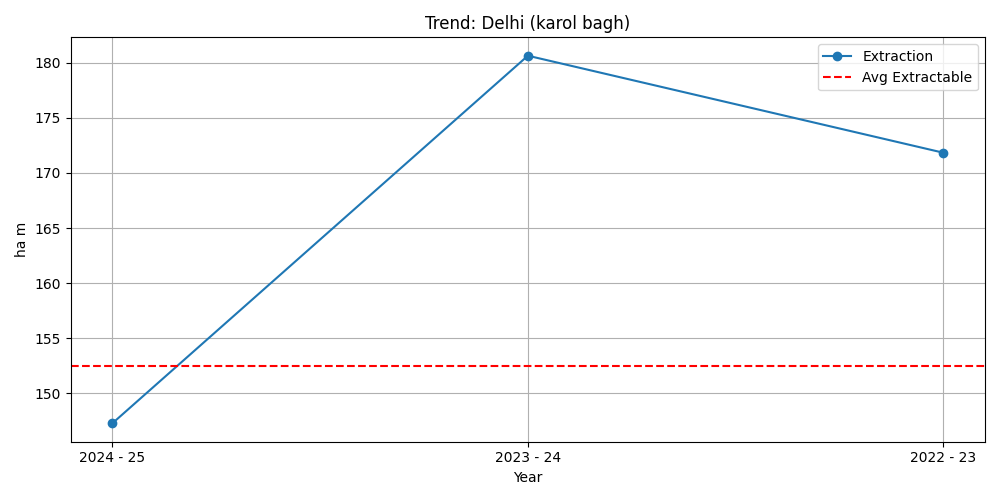 Trend: Delhi (karol bagh)
Extraction
Avg Extractable
180
175
170
165
160
155
150
ha m
2024 - 25
2023 - 24
2022 - 23
Year